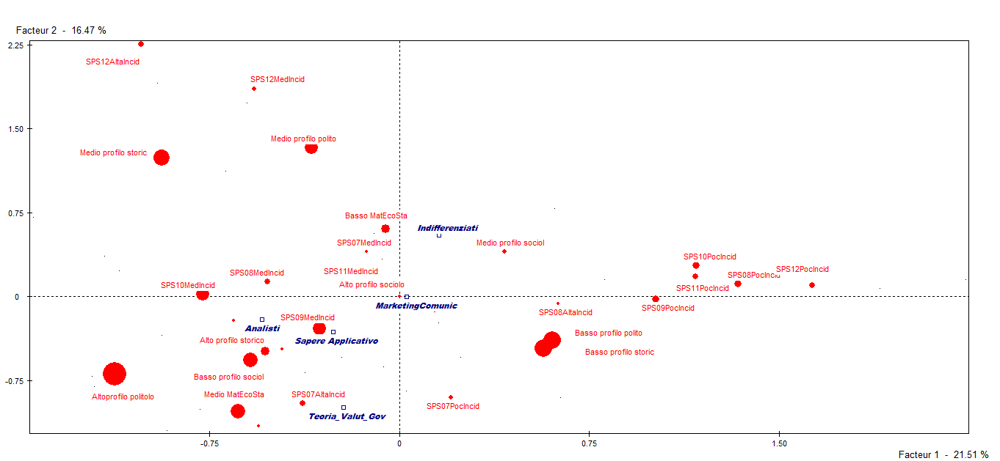 Facteur 2 - 16.47 %
2.25
SPS12AltaIncid
SPS12MedIncid
1.50
Medio profilo polito
Medio profilo storic
0.75
Basso MatEcoSta
Indifferenziati
SPS07MedIncid
Medio profilo sociol
SPS10PocIncid
SPS08MedIncid
SPS11MedIncid
SPS08PocIncid
SPS12PocIncid
SPS10MedIncid
Alto profilo sociolo
SPS11PocIncid
0
MarketingComunic
SPS09PocIncid
SPS09MedIncid
SPS08AltaIncid
Analisti
Basso profilo polito
Alto profilo storico
Sapere Applicativo
Basso profilo storic
Basso profilo sociol
-0.75
Altoprofilo politolo
Medio MatEcoSta
SPS07AltaIncid
SPS07PocIncid
Teoria_Valut_Gov
-0.75
0
0.75
1.50
Facteur 1 - 21.51 %